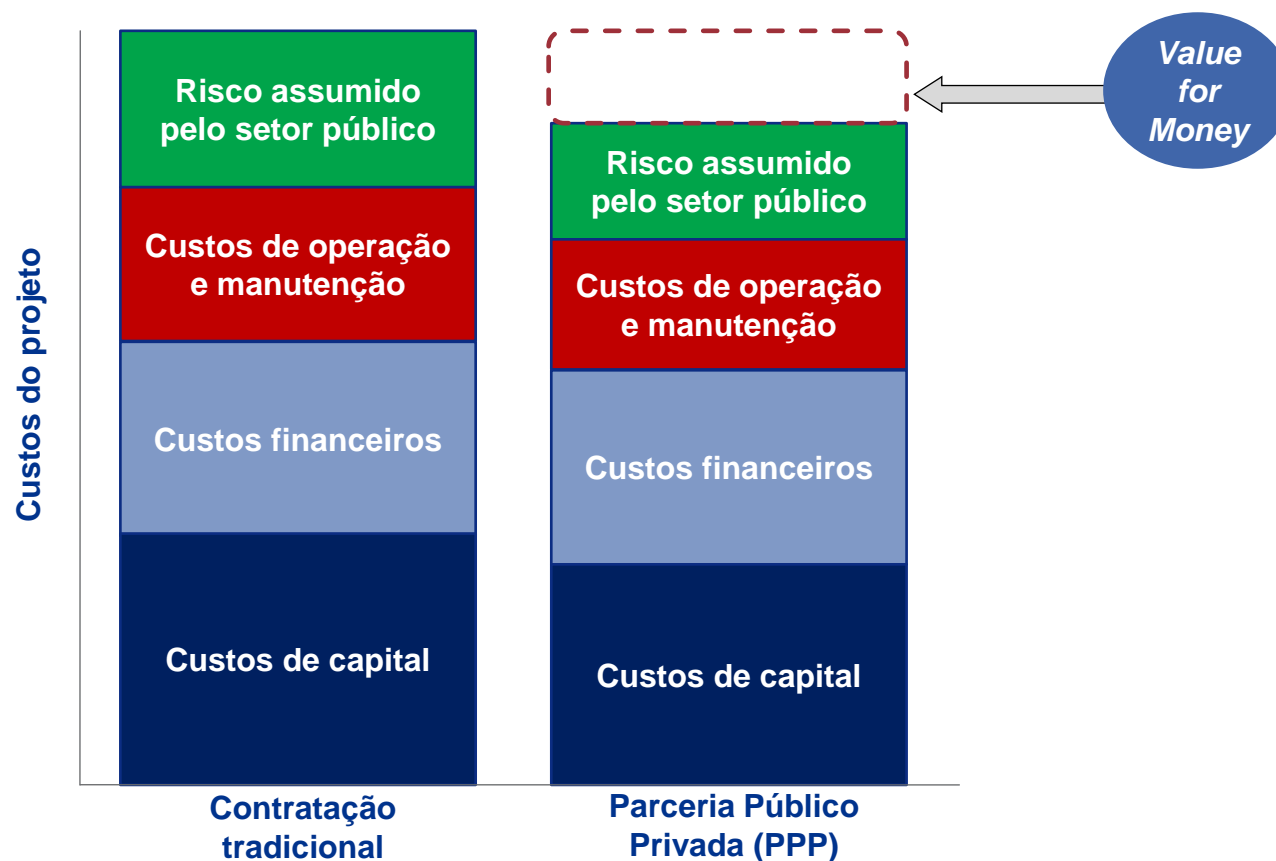 Custos do projeto
Risco assumido
pelo setor público
Custos de operação
e manutenção
Custos financeiros
Custos de capital
Contratação
tradicional
Risco assumido
pelo setor público
Custos de operação
e manutenção
Custos financeiros
Custos de capital
Parceria Público
Privada (PPP)
Value
for
Money